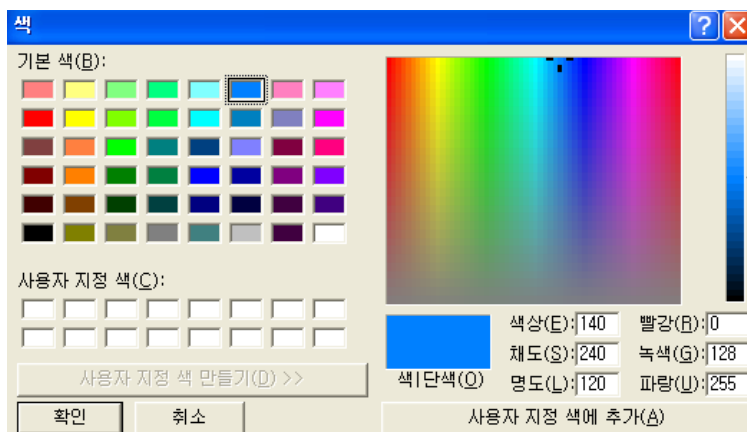 색
기본 색(B):
사용자 지정 색(C):
사용자 지정 색 만들기(D) >>
확인 취소
색상(E): 140 빨강(R): 0
채도(S): 240 녹색(G): 128
색|단색(O) 명도(L): 120 파랑(U): 255
사용자 지정 색에 추가(A)